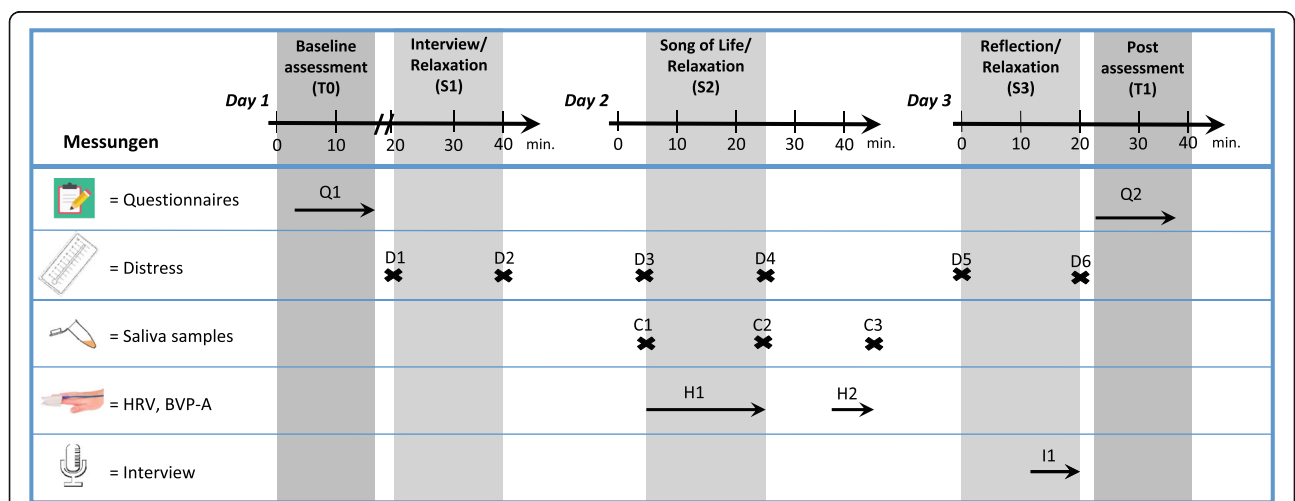 Baseline
assessment
(T0)
Interview/
Relaxation
(S1)
Song of Life/
Relaxation
(S2)
Reflection/
Relaxation
(S3)
Post
assessment
(T1)
Day 1
Day 2
Day 3
Messungen
0 10 20 30 40 min.
0 10 20 30 40 min.
0 10 20 30 40 min.
= Questionnaires
Q1
Q2
= Distress
D1 D2 D3 D4 D5 D6
= Saliva samples
C1 C2 C3
= HRV, BVP-A
H1 H2
= Interview
I1